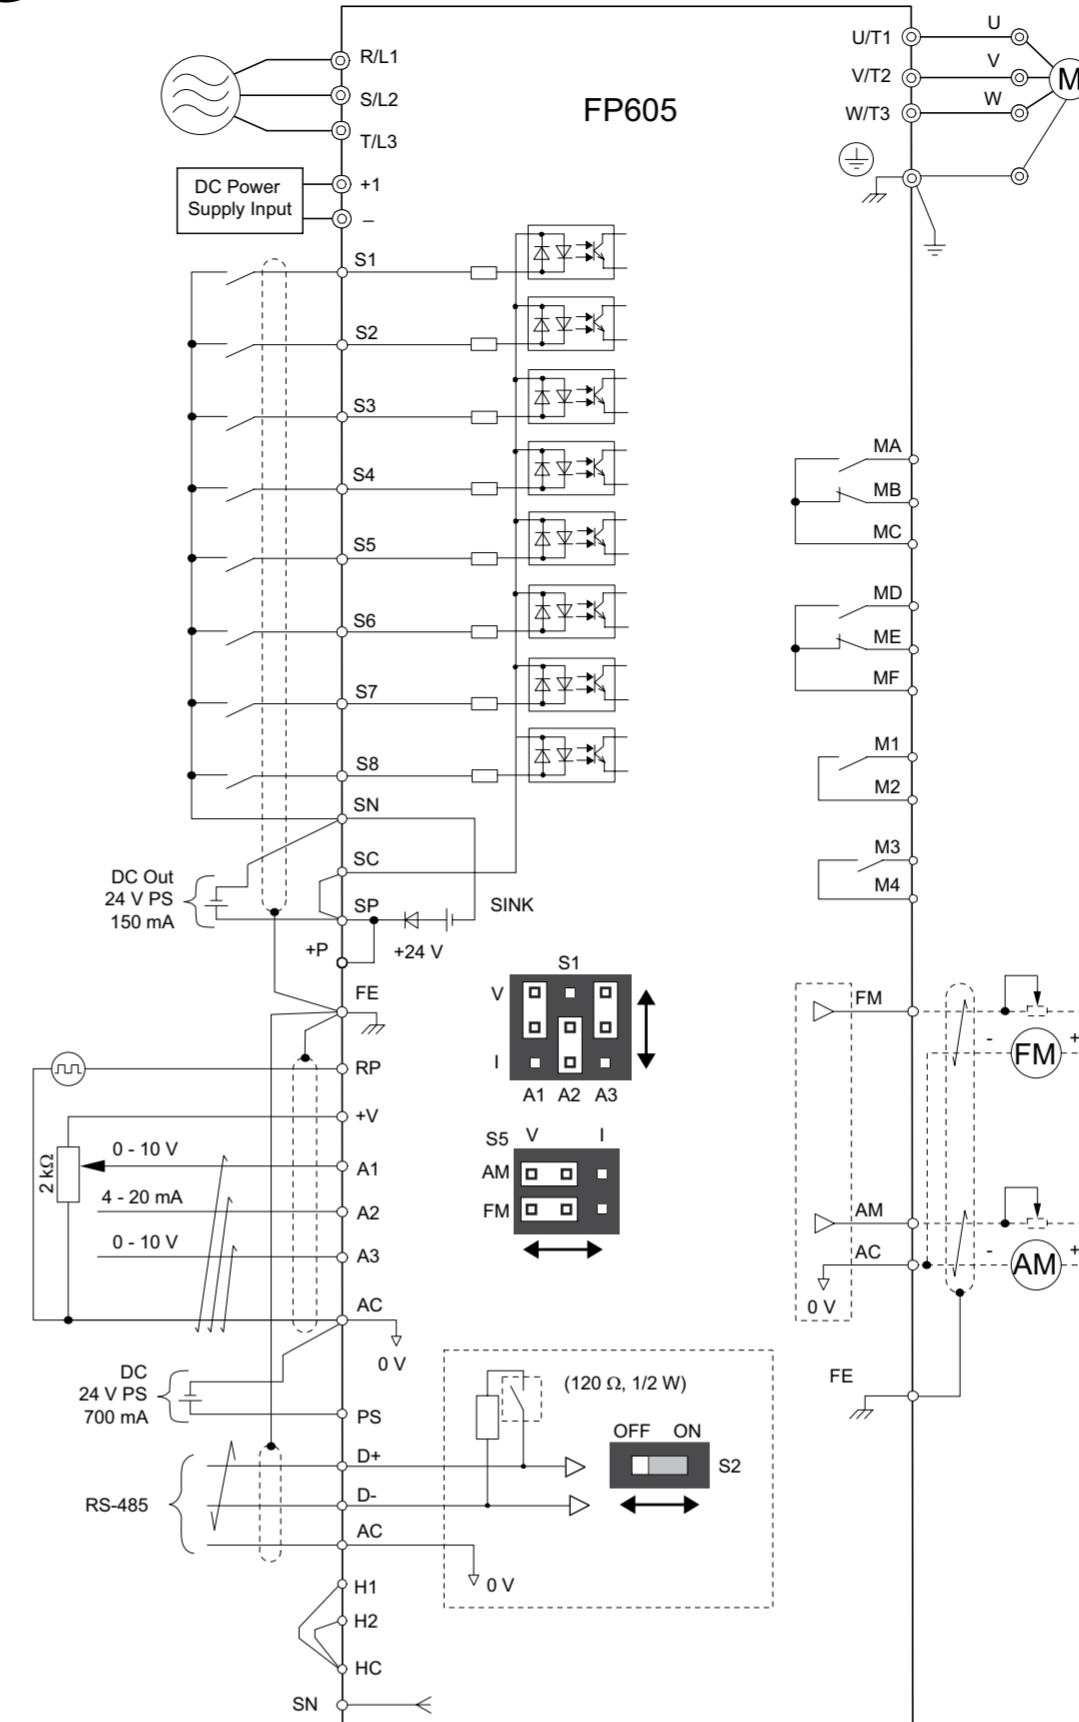 FP605
R/L1
S/L2
T/L3
DC Power
Supply Input
+1
–
U/T1
U
V/T2
V
W/T3
W
M
S1
S2
S3
S4
S5
S6
S7
S8
SN
SC
DC Out
24 V PS
150 mA
SP
SINK
+P
+24 V
FE
RP
+V
2 kΩ
0 - 10 V
A1
4 - 20 mA
A2
0 - 10 V
A3
AC
0 V
DC
24 V PS
700 mA
PS
D+
D-
RS-485
AC
0 V
H1
H2
HC
SN
S1
V
I
A1 A2 A3
S5 V I
AM
FM
(120 Ω, 1/2 W)
OFF ON
S2
MA
MB
MC
MD
ME
MF
M1
M2
M3
M4
FM
- +
FM
AM
AC
- +
AM
0 V
FE